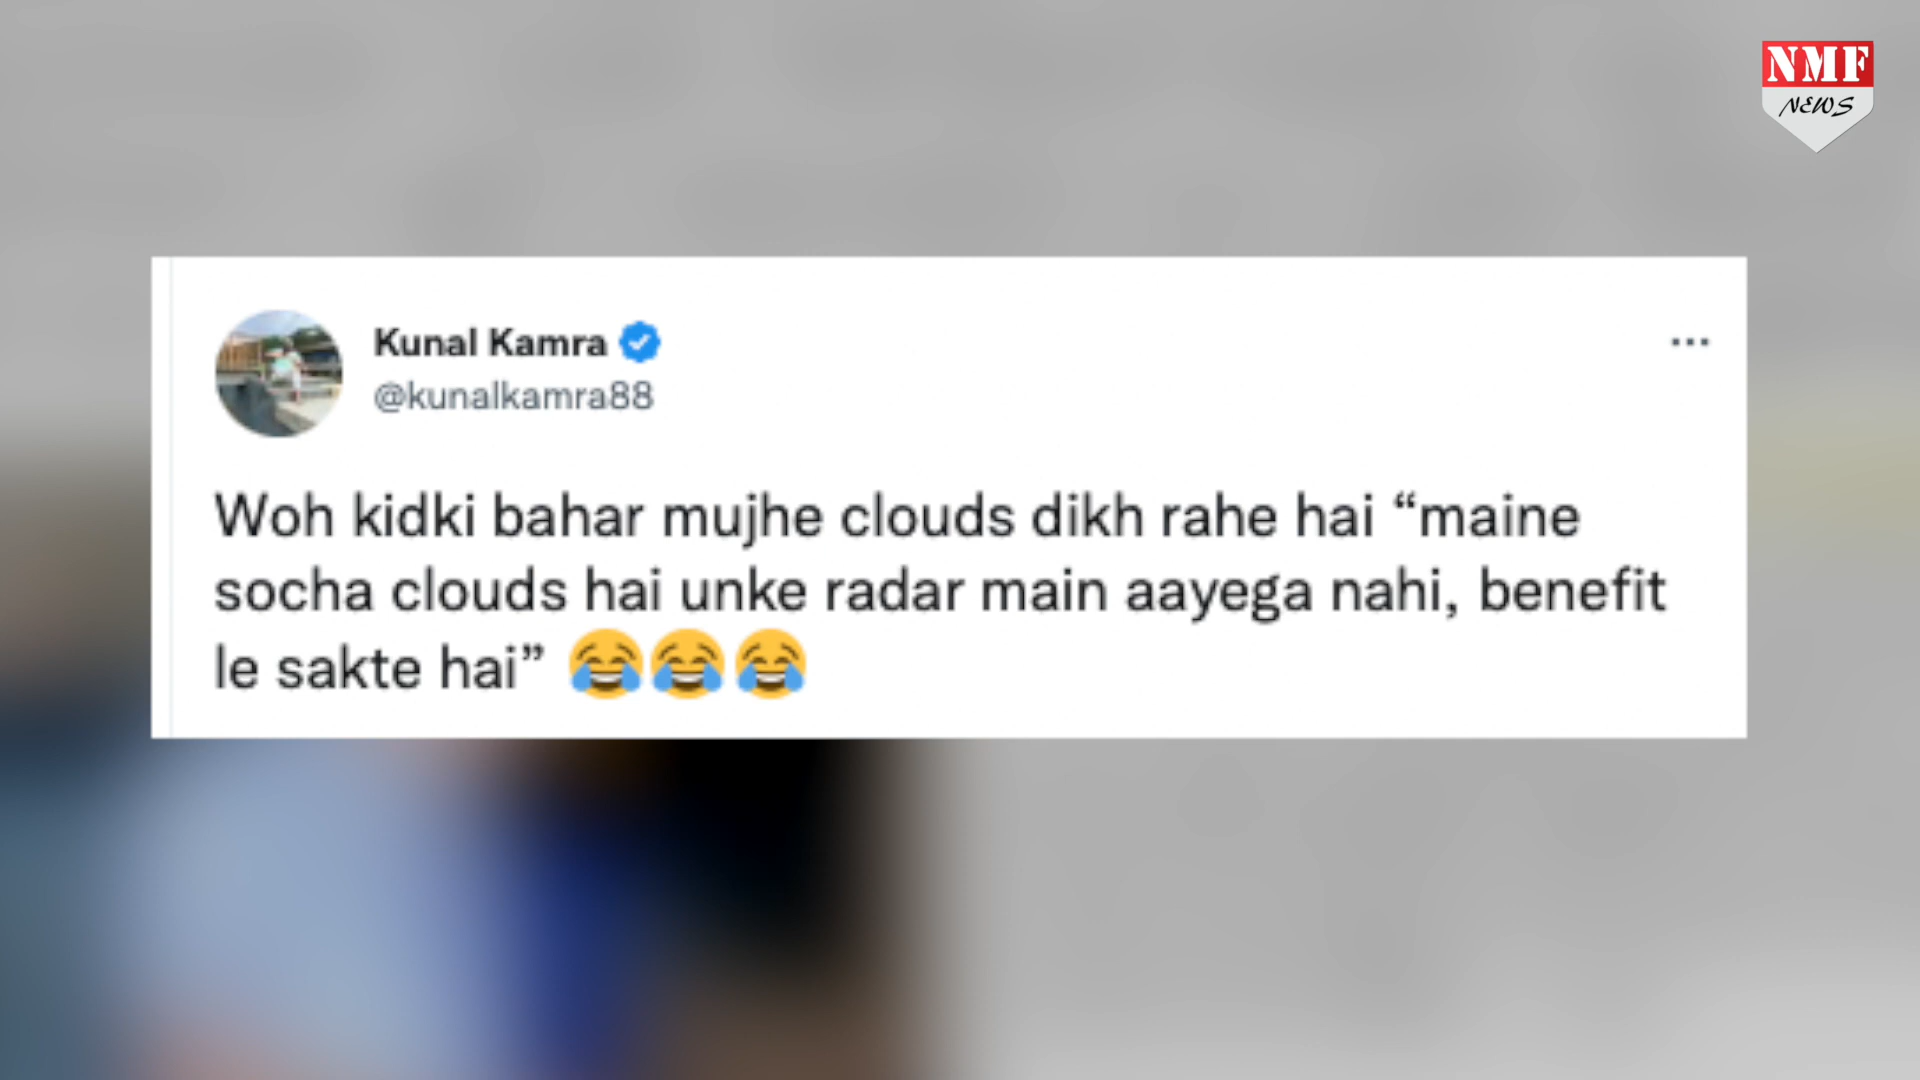 NMF
NEWS
Kunal Kamra
@kunalkamra88
Woh kidki bahar mujhe clouds dikh rahe hai “maine
socha clouds hai unke radar main aayega nahi, benefit
le sakte hai” 😂😂😂